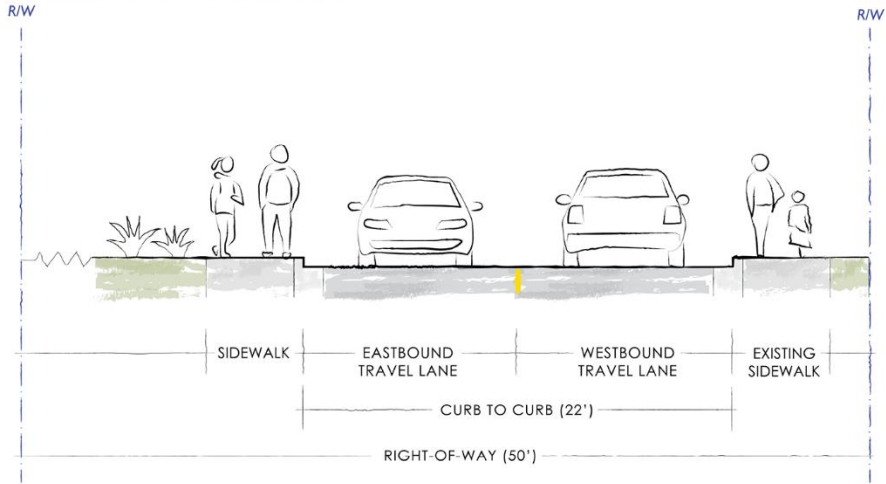 R/W
R/W
SIDEWALK
EASTBOUND
TRAVEL LANE
WESTBOUND
TRAVEL LANE
EXISTING
SIDEWALK
CURB TO CURB (22')
RIGHT-OF-WAY (50')